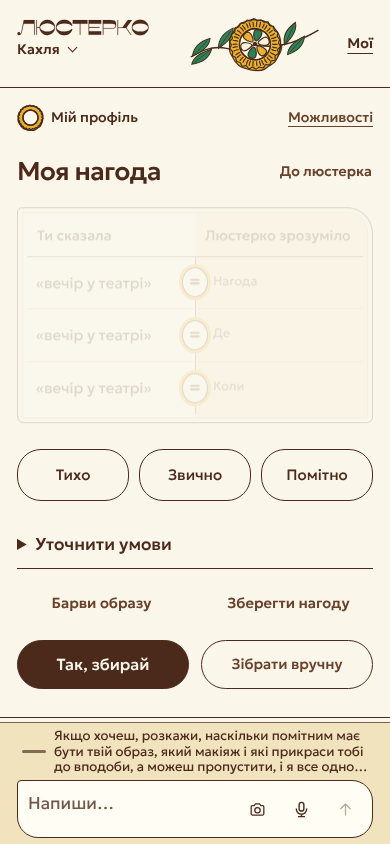 ЛЮСТЕРКО
Кахля
Мої
Мій профіль
Можливості
Моя нагода
До люстерка
Ти сказала
Люстерко зрозуміло
«вечір у театрі»
=
Нагода
«вечір у театрі»
=
Де
«вечір у театрі»
=
Коли
Тихо
Звично
Помітно
Уточнити умови
Барви образу
Зберегти нагоду
Так, збирай
Зібрати вручну
Якщо хочеш, розкажи, наскільки помітним має
бути твій образ, який макіяж і які прикраси тобі
до вподоби, а можеш пропустити, і я все одно…
Напиши…